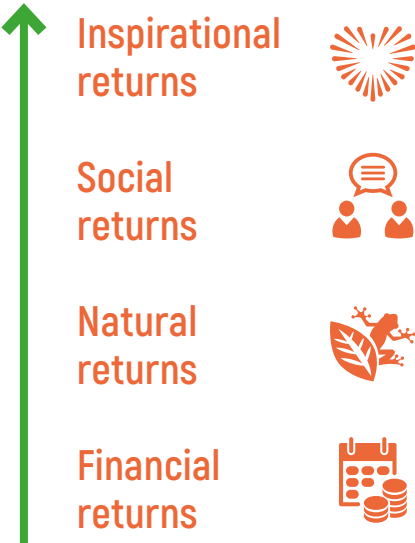 Inspirational
returns
Social
returns
Natural
returns
Financial
returns